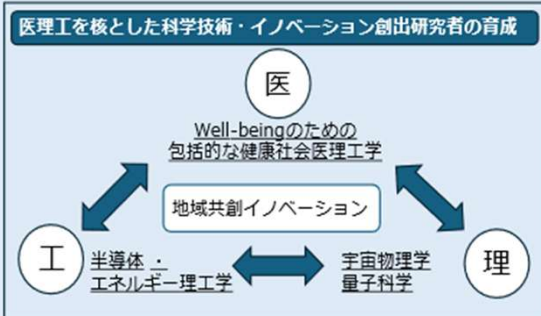 医理工を核とした科学技術・イノベーション創出研究者の育成
医
Well-beingのための
包括的な健康社会医理工学
地域共創イノベーション
工
半導体 ・
エネルギー理工学
宇宙物理学
量子科学
理